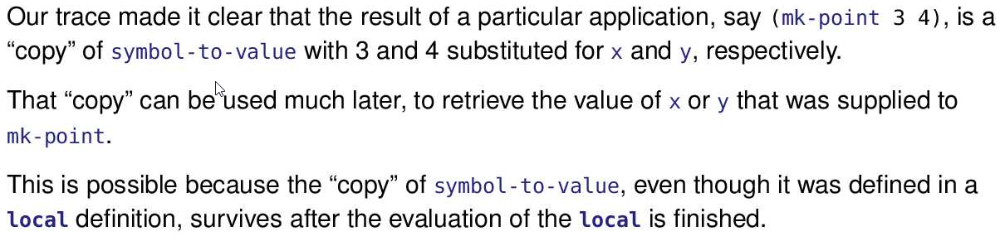 Our trace made it clear that the result of a particular application, say (mk-point 3 4), is a
“copy” of symbol-to-value with 3 and 4 substituted for x and y, respectively.
That “copy” can be used much later, to retrieve the value of x or y that was supplied to
mk-point.
This is possible because the “copy” of symbol-to-value, even though it was defined in a
local definition, survives after the evaluation of the local is finished.